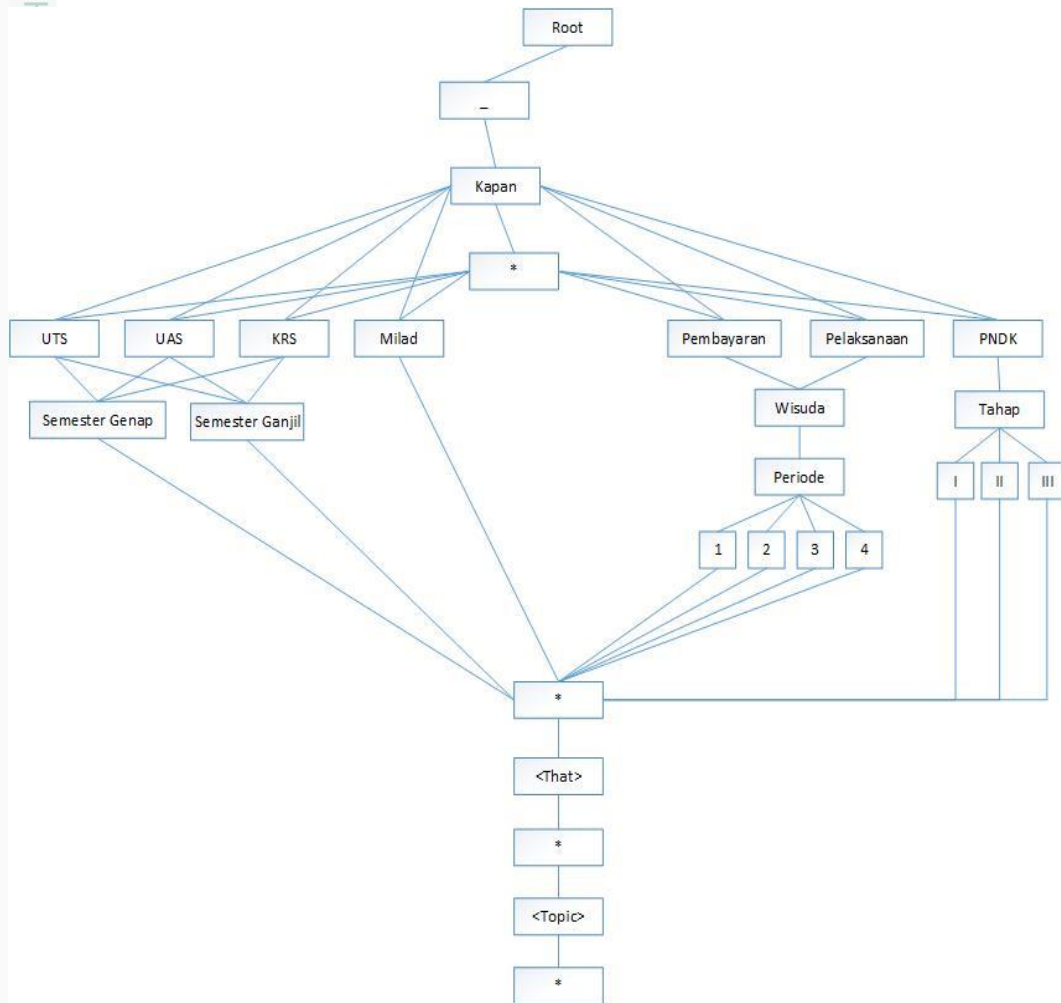 Root
_
Kapan
*
UTS
UAS
KRS
Milad
Pembayaran
Pelaksanaan
PNDK
Semester Genap
Semester Ganjil
Wisuda
Tahap
Periode
I
II
III
1
2
3
4
*
<That>
*
<Topic>
*